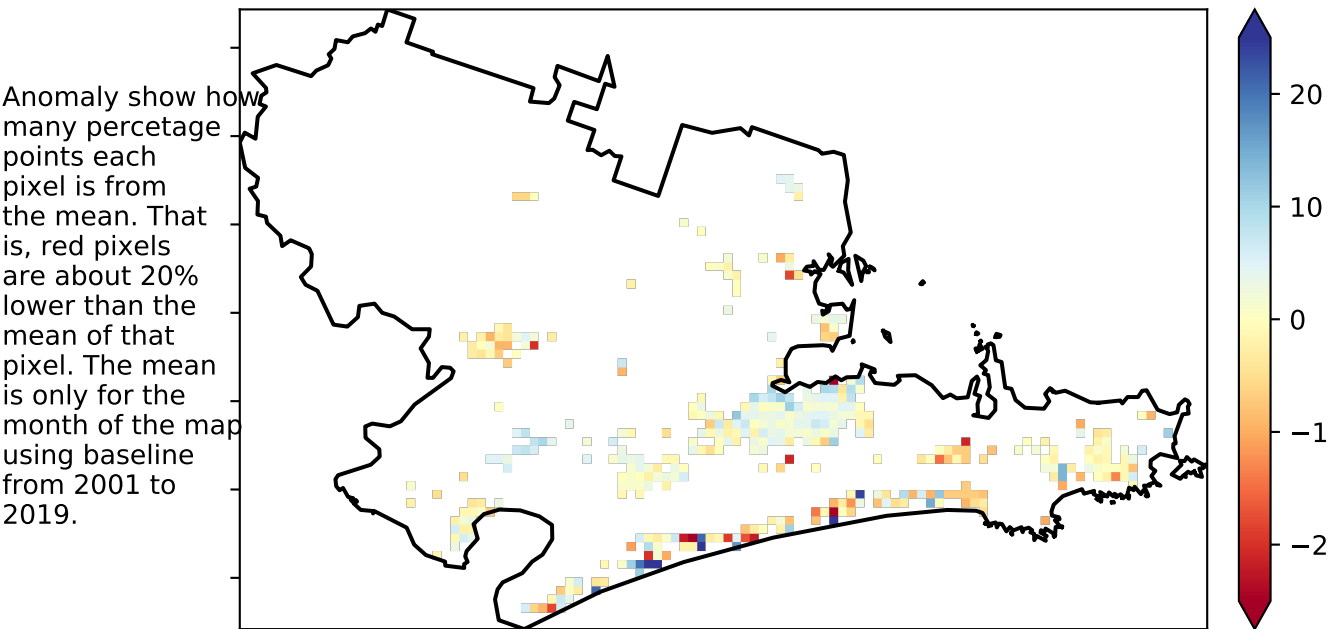 Anomaly show how
many percetage
points each
pixel is from
the mean. That
is, red pixels
are about 20%
lower than the
mean of that
pixel. The mean
is only for the
month of the map
using baseline
from 2001 to
2019.
20
10
0
−1
−2